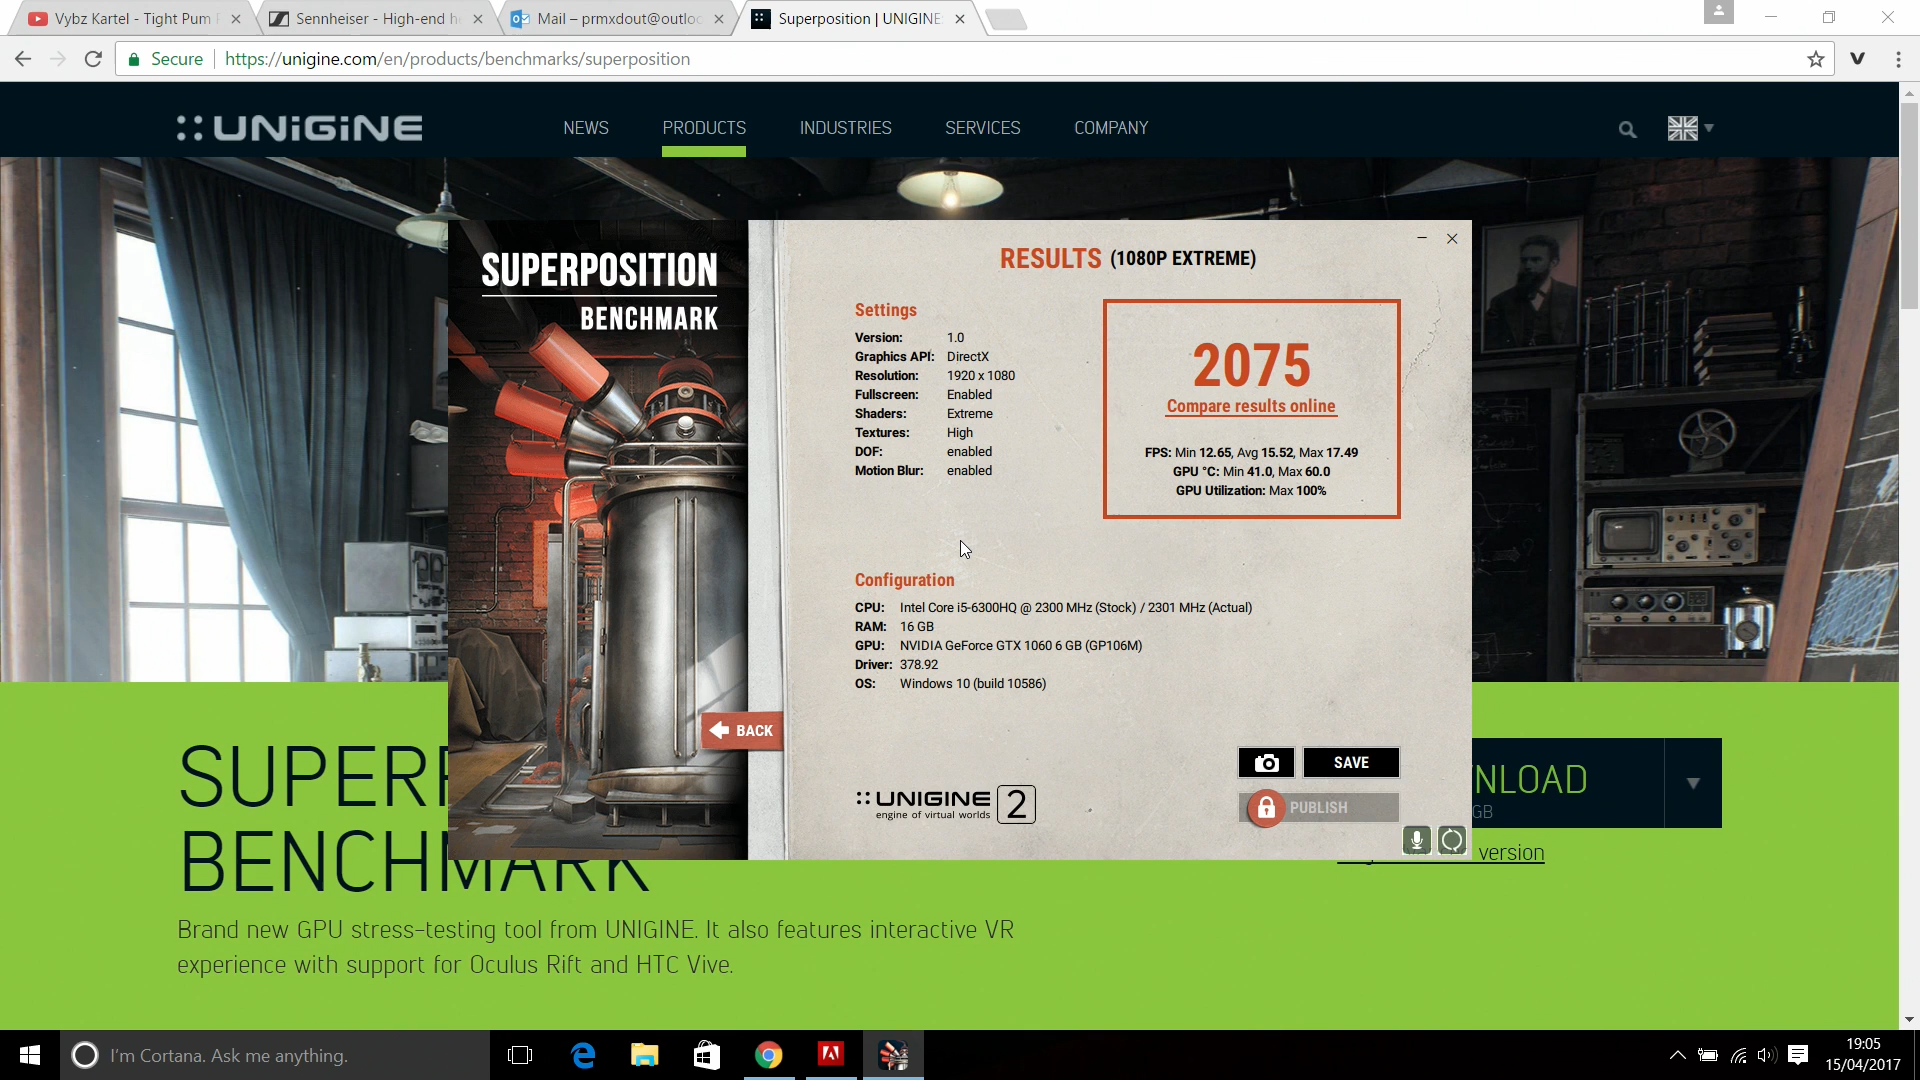 Vybz Kartel - Tight Pum
Sennheiser - High-end h
Mail – prmxdout@outloo
Superposition | UNIGINE
Secure
https://unigine.com/en/products/benchmarks/superposition
UNiGiNE
NEWS
PRODUCTS
INDUSTRIES
SERVICES
COMPANY
SUPERPOSITION
BENCHMARK
RESULTS (1080P EXTREME)
Settings
Version: 1.0
Graphics API: DirectX
Resolution: 1920 x 1080
Fullscreen: Enabled
Shaders: Extreme
Textures: High
DOF: enabled
Motion Blur: enabled
2075
Compare results online
FPS: Min 12.65, Avg 15.52, Max 17.49
GPU °C: Min 41.0, Max 60.0
GPU Utilization: Max 100%
Configuration
CPU: Intel Core i5-6300HQ @ 2300 MHz (Stock) / 2301 MHz (Actual)
RAM: 16 GB
GPU: NVIDIA GeForce GTX 1060 6 GB (GP106M)
Driver: 378.92
OS: Windows 10 (build 10586)
BACK
SAVE
PUBLISH
UNIGINE 2
engine of virtual worlds
SUPER
BENCHMARK
NLOAD
GB
version
Brand new GPU stress-testing tool from UNIGINE. It also features interactive VR
experience with support for Oculus Rift and HTC Vive.
I'm Cortana. Ask me anything.
19:05
15/04/2017